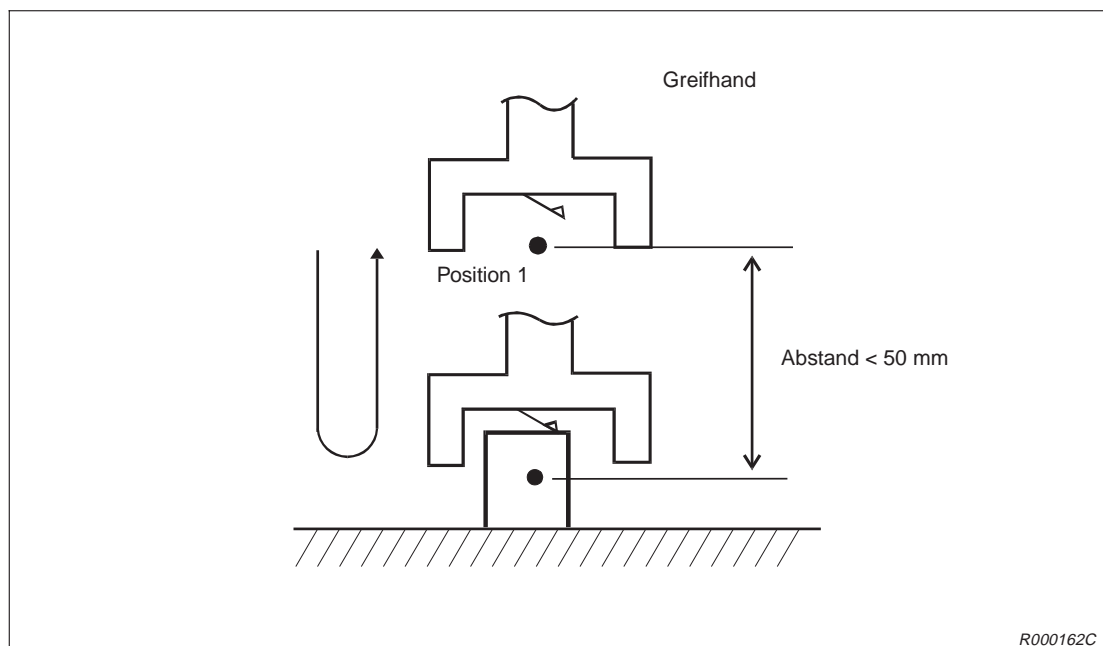 Greifhand
Position 1
Abstand < 50 mm
R000162C